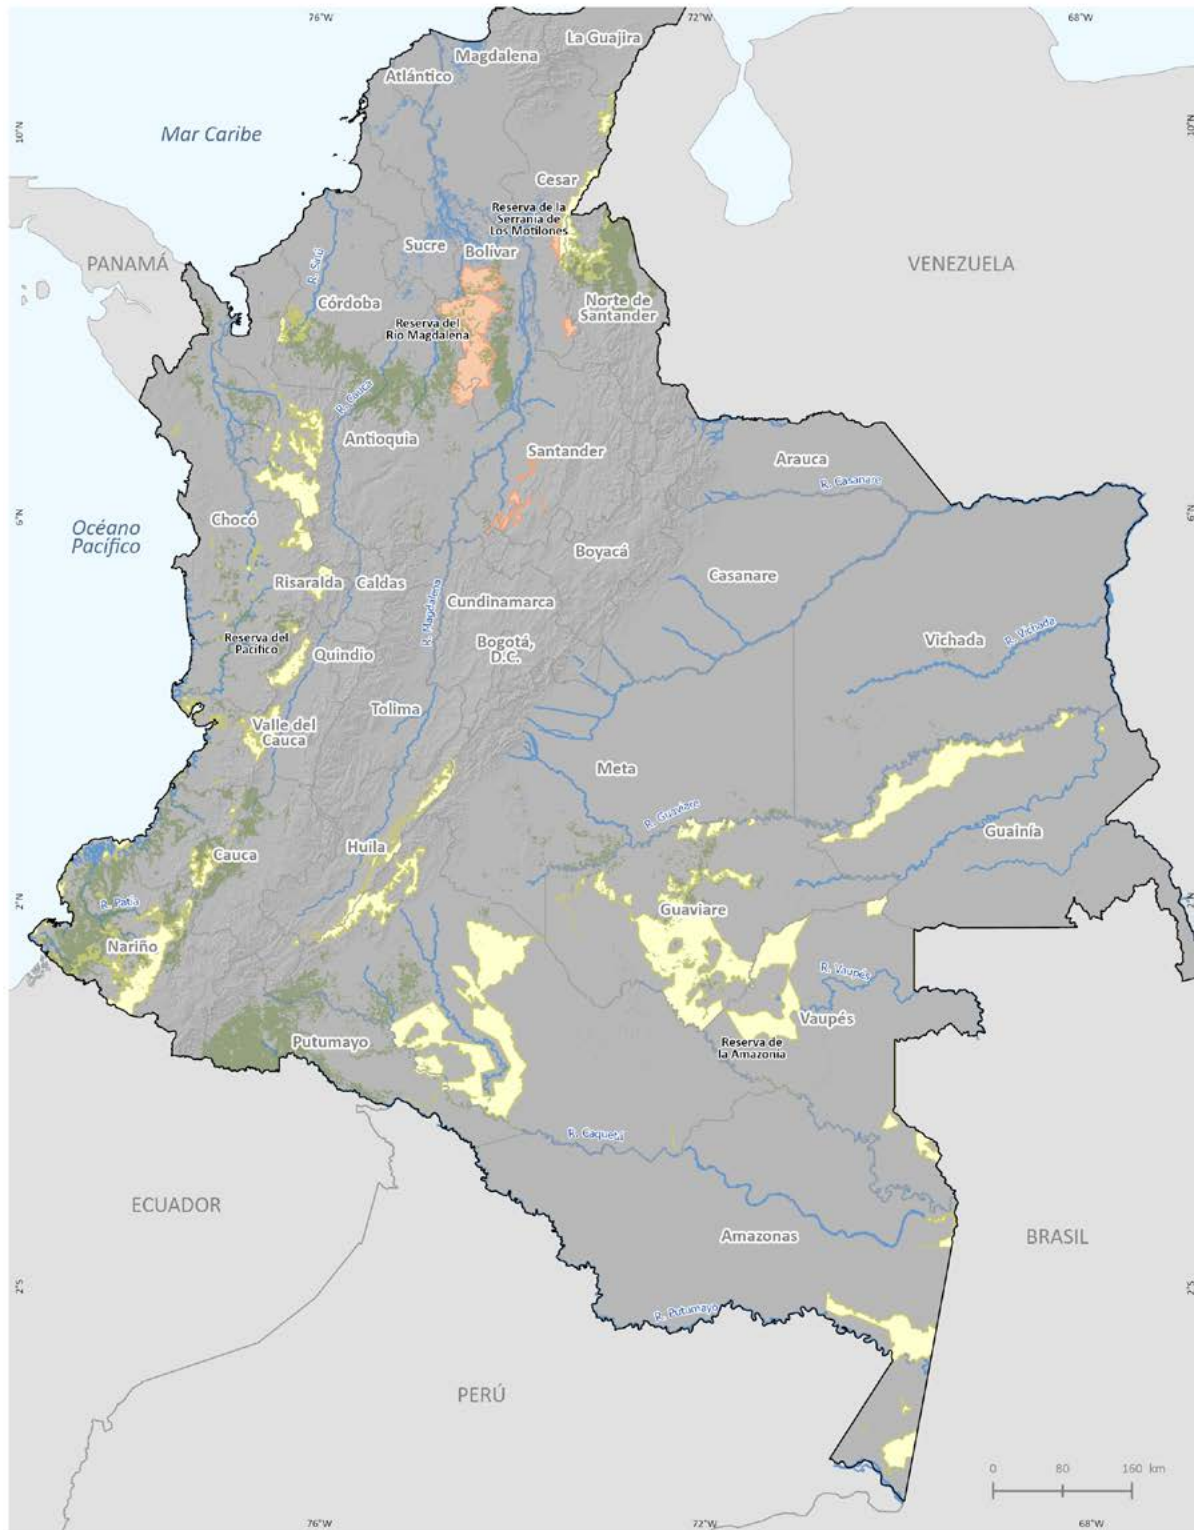 76°W
72°W
68°W
La Guajira
Magdalena
Atlántico
Mar Caribe
10°N
10°N
Cesar
Reserva de la
Serranía de
Los Motilones
Sucre
Bolívar
PANAMÁ
VENEZUELA
R. Sinú
Córdoba
Norte de
Santander
Reserva del
Río Magdalena
R. Cauca
Antioquia
Santander
Arauca
R. Casanare
6°N
6°N
Océano
Pacífico
Chocó
Boyacá
Casanare
Risaralda
Caldas
R. Magdalena
Cundinamarca
Reserva del
Pacífico
Quindío
Bogotá,
D.C.
Vichada
R. Vichada
Tolima
Valle del
Cauca
Meta
R. Guaviare
Guainía
Huila
Cauca
2°N
2°N
R. Patía
Guaviare
Nariño
R. Vaupés
Vaupés
Putumayo
Reserva de
la Amazonía
R. Caquetá
ECUADOR
Amazonas
BRASIL
2°S
2°S
R. Putumayo
PERÚ
0 80 160 km
76°W
72°W
68°W